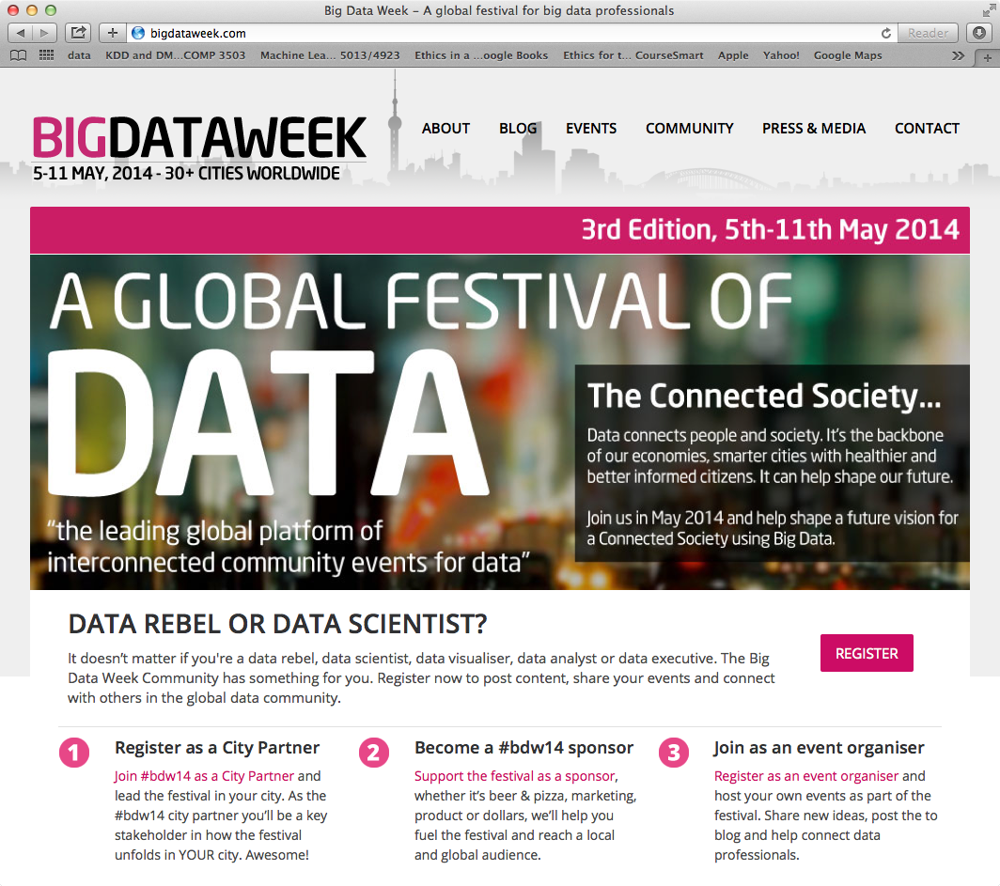 Big Data Week – A global festival for big data professionals
bigdataweek.com
Reader
data KDD and DM...COMP 3503 Machine Lea... 5013/4923 Ethics in a ...oogle Books Ethics for t... CourseSmart Apple Yahoo! Google Maps
BIGDATAWEEK
5-11 MAY, 2014 - 30+ CITIES WORLDWIDE
ABOUT BLOG EVENTS COMMUNITY PRESS & MEDIA CONTACT
3rd Edition, 5th-11th May 2014
A GLOBAL FESTIVAL OF
DATA
“the leading global platform of
interconnected community events for data”
The Connected Society...
Data connects people and society. It’s the backbone
of our economies, smarter cities with healthier and
better informed citizens. It can help shape our future.
Join us in May 2014 and help shape a future vision for
a Connected Society using Big Data.
DATA REBEL OR DATA SCIENTIST?
It doesn’t matter if you're a data rebel, data scientist, data visualiser, data analyst or data executive. The Big
Data Week Community has something for you. Register now to post content, share your events and connect
with others in the global data community.
REGISTER
1
Register as a City Partner
Join #bdw14 as a City Partner and
lead the festival in your city. As the
#bdw14 city partner you’ll be a key
stakeholder in how the festival
unfolds in YOUR city. Awesome!
2
Become a #bdw14 sponsor
Support the festival as a sponsor,
whether it’s beer & pizza, marketing,
product or dollars, we’ll help you
fuel the festival and reach a local
and global audience.
3
Join as an event organiser
Register as an event organiser and
host your own events as part of the
festival. Share new ideas, post the to
blog and help connect data
professionals.